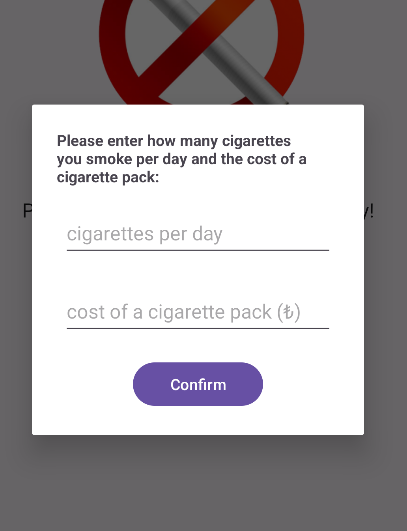 Please enter how many cigarettes
you smoke per day and the cost of a
cigarette pack:
cigarettes per day
cost of a cigarette pack (₺)
Confirm